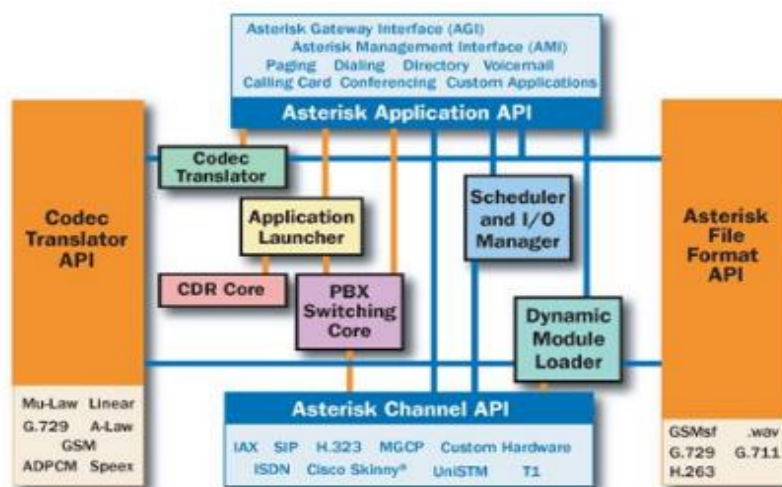 Asterisk Gateway Interface (AGI)
Asterisk Management Interface (AMI)
Paging Dialing Directory Voicemail
Calling Card Conferencing Custom Applications
Asterisk Application API
Codec
Translator
API
Mu-Law Linear
G.729 A-Law
GSM
ADPCM Speex
Codec
Translator
Application
Launcher
CDR Core
PBX
Switching
Core
Scheduler
and I/O
Manager
Dynamic
Module
Loader
Asterisk
File
Format
API
GSMsf .wav
G.729 G.711
H.263
Asterisk Channel API
IAX SIP H.323 MGCP Custom Hardware
ISDN Cisco Skinny® UniSTM T1